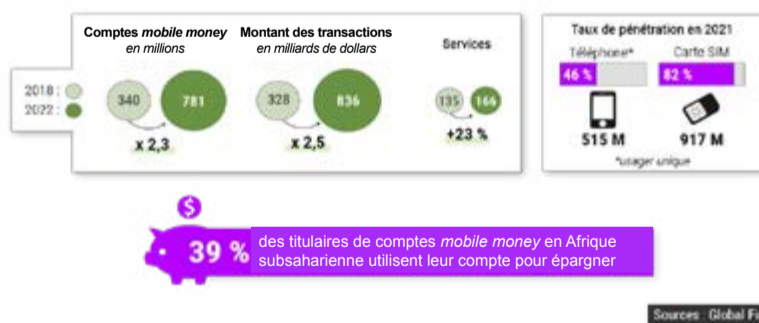 Comptes mobile money
en millions
Montant des transactions
en milliards de dollars
Services
2018 :
2022 :
340
781
x 2,3
328
836
x 2,5
135
166
+23 %
Taux de pénétration en 2021
Téléphone*
Carte SIM
46 %
82 %
515 M
917 M
*usager unique
$
39 %
des titulaires de comptes mobile money en Afrique
subsaharienne utilisent leur compte pour épargner
Sources : Global